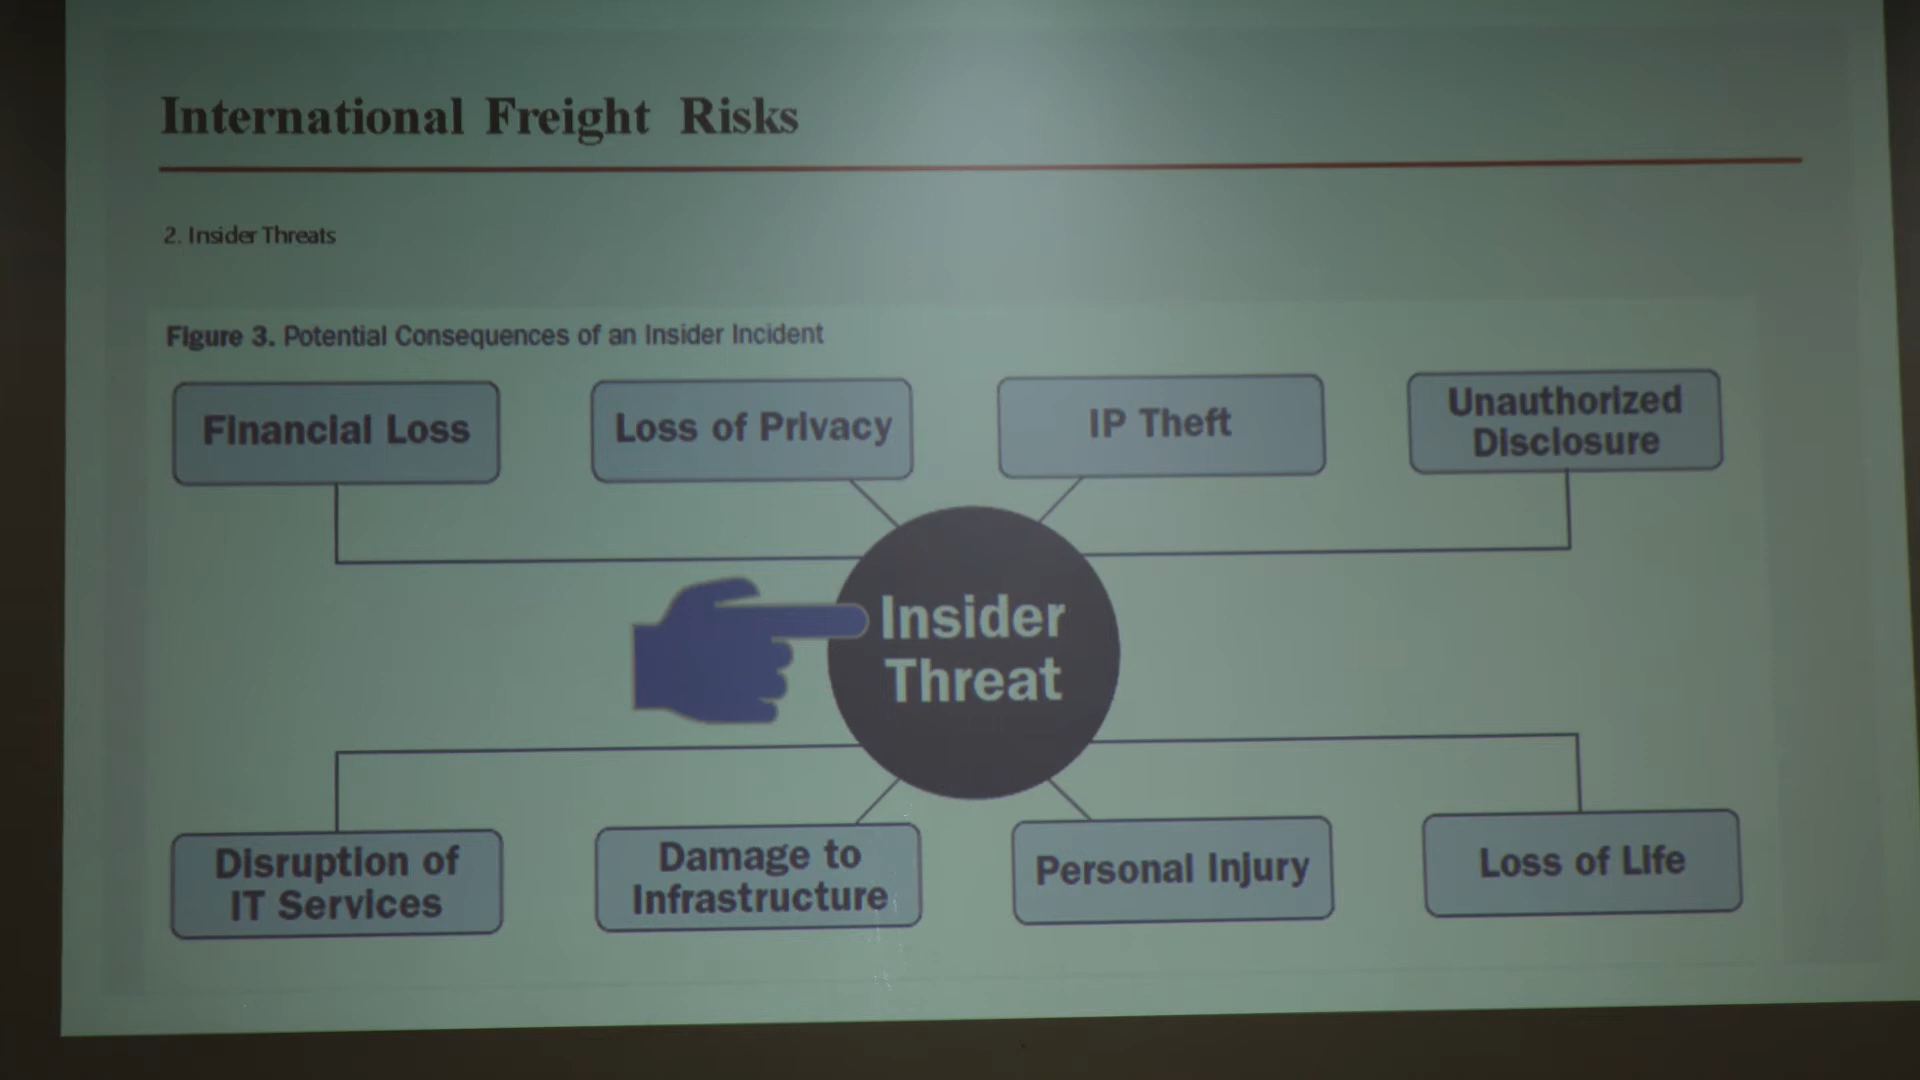 International Freight Risks
2. Insider Threats
Figure 3. Potential Consequences of an Insider Incident
Financial Loss
Loss of Privacy
IP Theft
Unauthorized
Disclosure
Insider
Threat
Disruption of
IT Services
Damage to
Infrastructure
Personal Injury
Loss of Life